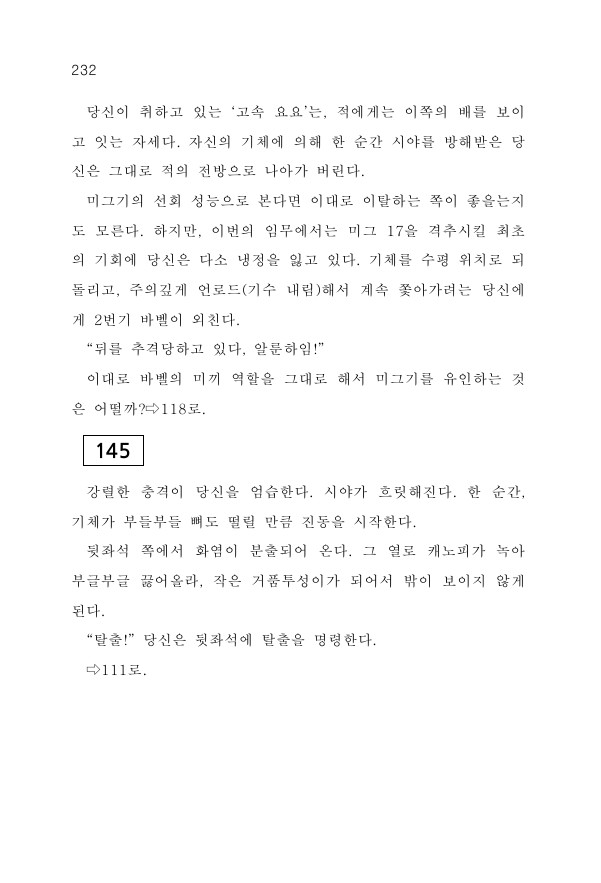 232
당신이 취하고 있는 ‘고속 요요’는, 적에게는 이쪽의 배를 보이
고 잇는 자세다. 자신의 기체에 의해 한 순간 시야를 방해받은 당
신은 그대로 적의 전방으로 나아가 버린다.
미그기의 선회 성능으로 본다면 이대로 이탈하는 쪽이 좋을는지
도 모른다. 하지만, 이번의 임무에서는 미그 17을 격추시킬 최초
의 기회에 당신은 다소 냉정을 잃고 있다. 기체를 수평 위치로 되
돌리고, 주의깊게 언로드(기수 내림)해서 계속 쫓아가려는 당신에
게 2번기 바벨이 외친다.
“뒤를 추격당하고 있다, 알룬하임!”
이대로 바벨의 미끼 역할을 그대로 해서 미그기를 유인하는 것
은 어떨까?⇨118로.
145
강렬한 충격이 당신을 엄습한다. 시야가 흐릿해진다. 한 순간,
기체가 부들부들 뼈도 떨릴 만큼 진동을 시작한다.
뒷좌석 쪽에서 화염이 분출되어 온다. 그 열로 캐노피가 녹아
부글부글 끓어올라, 작은 거품투성이가 되어서 밖이 보이지 않게
된다.
“탈출!” 당신은 뒷좌석에 탈출을 명령한다.
⇨111로.